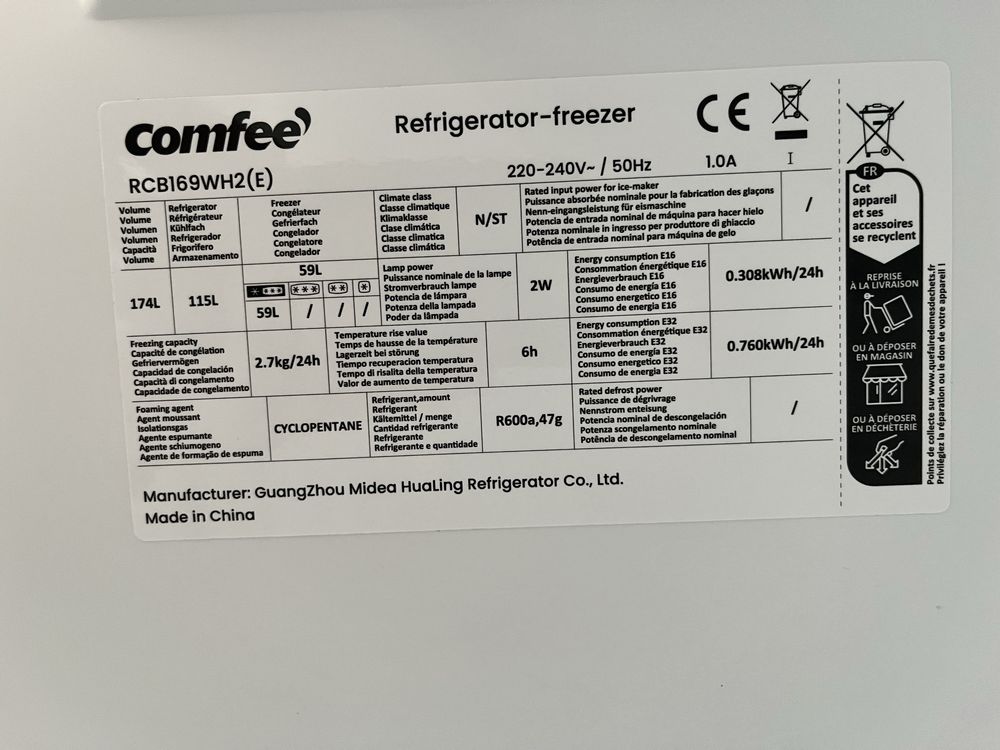 comfee'
Refrigerator-freezer
CE
RCB169WH2(E)
220-240V~ / 50Hz
1.0A
I
Volume
Volume
Volumen
Volumen
Capacità
Volume
Refrigerator
Réfrigérateur
Kühlfach
Refrigerador
Frigorifero
Armazenamento
Freezer
Congélateur
Gefrierfach
Congelador
Congelatore
Congelador
Climate class
Classe climatique
Klimaklasse
Clase climática
Classe climatica
Classe climática
N/ST
Rated input power for ice-maker
Puissance absorbée nominale pour la fabrication des glaçons
Nenn-eingangsleistung für eismaschine
Potencia de entrada nominal de máquina para hacer hielo
Potenza nominale in ingresso per produttore di ghiaccio
Potência de entrada nominal para máquina de gelo
/
174L
115L
59L
59L
/
/
/
Lamp power
Puissance nominale de la lampe
Stromverbrauch lampe
Potencia de lámpara
Potenza della lampada
Poder da lâmpada
2W
Energy consumption E16
Consommation énergétique E16
Energieverbrauch E16
Consumo de energía E16
Consumo energetico E16
Consumo de energia E16
0.308kWh/24h
Freezing capacity
Capacité de congélation
Gefriervermögen
Capacidad de congelación
Capacità di congelamento
Capacidade de congelamento
2.7kg/24h
Temperature rise value
Temps de hausse de la température
Lagerzeit bei störung
Tiempo recuperacion temperatura
Tempo di risalita della temperatura
Valor de aumento de temperatura
6h
Energy consumption E32
Consommation énergétique E32
Energieverbrauch E32
Consumo de energía E32
Consumo energetico E32
Consumo de energia E32
0.760kWh/24h
Foaming agent
Agent moussant
Isolationsgas
Agente espumante
Agente schiumogeno
Agente de formação de espuma
CYCLOPENTANE
Refrigerant,amount
Refrigerant
Kältemittel / menge
Cantidad refrigerante
Refrigerante
Refrigerante e quantidade
R600a,47g
Rated defrost power
Puissance de dégrivrage
Nennstrom enteisung
Potencia nominal de descongelación
Potenza scongelamento nominale
Potência de descongelamento nominal
/
Manufacturer: GuangZhou Midea HuaLing Refrigerator Co., Ltd.
Made in China
FR
Cet
appareil
et ses
accessoires
se recyclent
REPRISE
À LA LIVRAISON
OU À DÉPOSER
EN MAGASIN
OU À DÉPOSER
EN DÉCHÈTERIE
Points de collecte sur www.quefairedemesdechets.fr
Privilégiez la réparation ou le don de votre appareil !